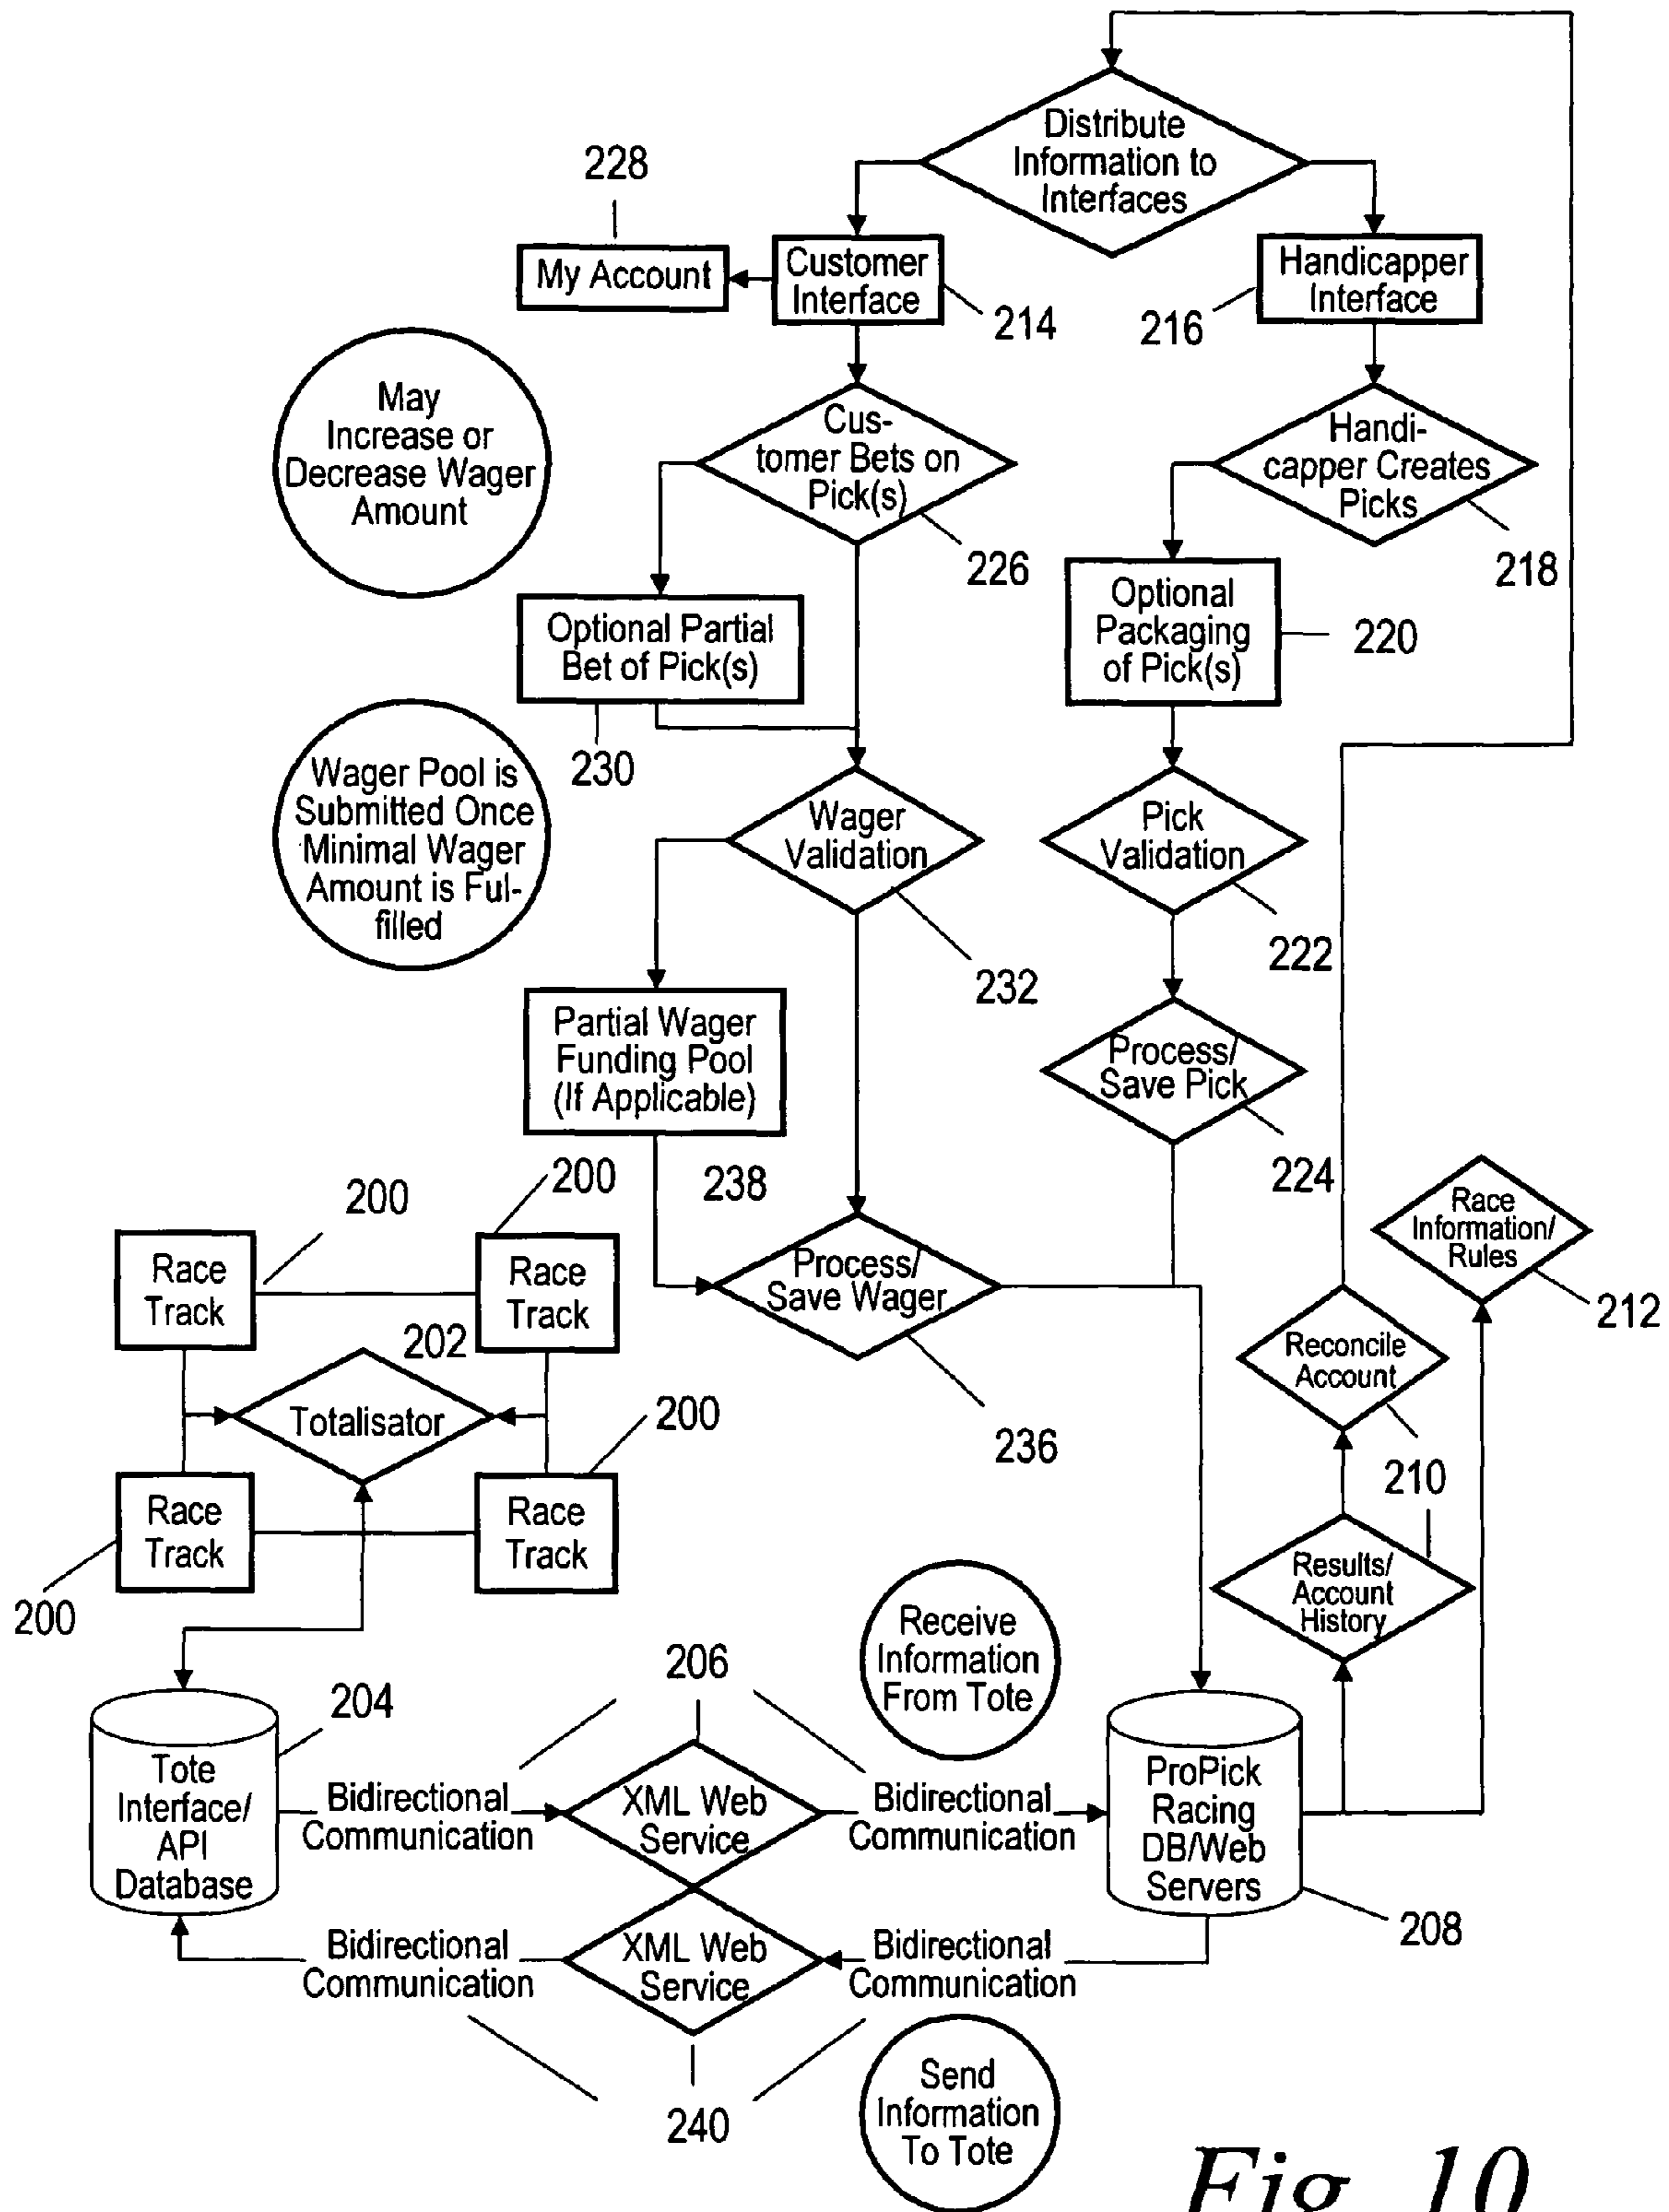 Distribute
Information to
Interfaces
228
My Account
Customer
Interface
214
Handicapper
Interface
216
May
Increase or
Decrease Wager
Amount
Cus-
tomer Bets on
Pick(s)
226
Handi-
capper Creates
Picks
218
Optional Partial
Bet of Pick(s)
230
Optional
Packaging
of Pick(s)
220
Wager Pool is
Submitted Once
Minimal Wager
Amount is Ful-
filled
Wager
Validation
232
Pick
Validation
222
Partial Wager
Funding Pool
(If Applicable)
238
Process/
Save Pick
224
200
200
Race
Track
Race
Track
Process/
Save Wager
236
Race
Information/
Rules
212
202
Totalisator
Reconcile
Account
210
200
Race
Track
Race
Track
200
Results/
Account
History
Receive
Information
From Tote
206
204
Tote
Interface/
API
Database
Bidirectional
Communication
XML Web
Service
Bidirectional
Communication
ProPick
Racing
DB/Web
Servers
208
Bidirectional
Communication
XML Web
Service
Bidirectional
Communication
240
Send
Information
To Tote
Fig. 10